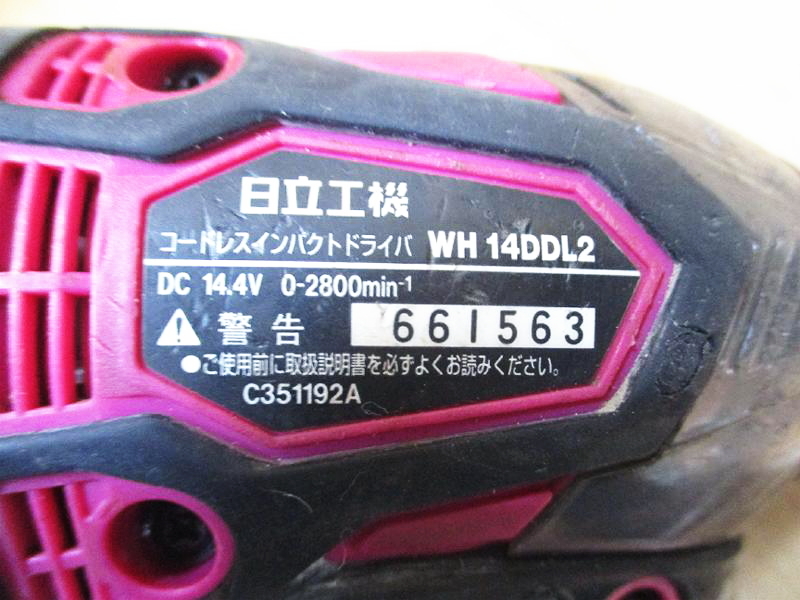 日立工機
コードレスインパクトドライバ WH 14DDL2
DC 14.4V 0-2800min⁻¹
警告 661563
●ご使用前に取扱説明書を必ずよくお読みください。
C351192A